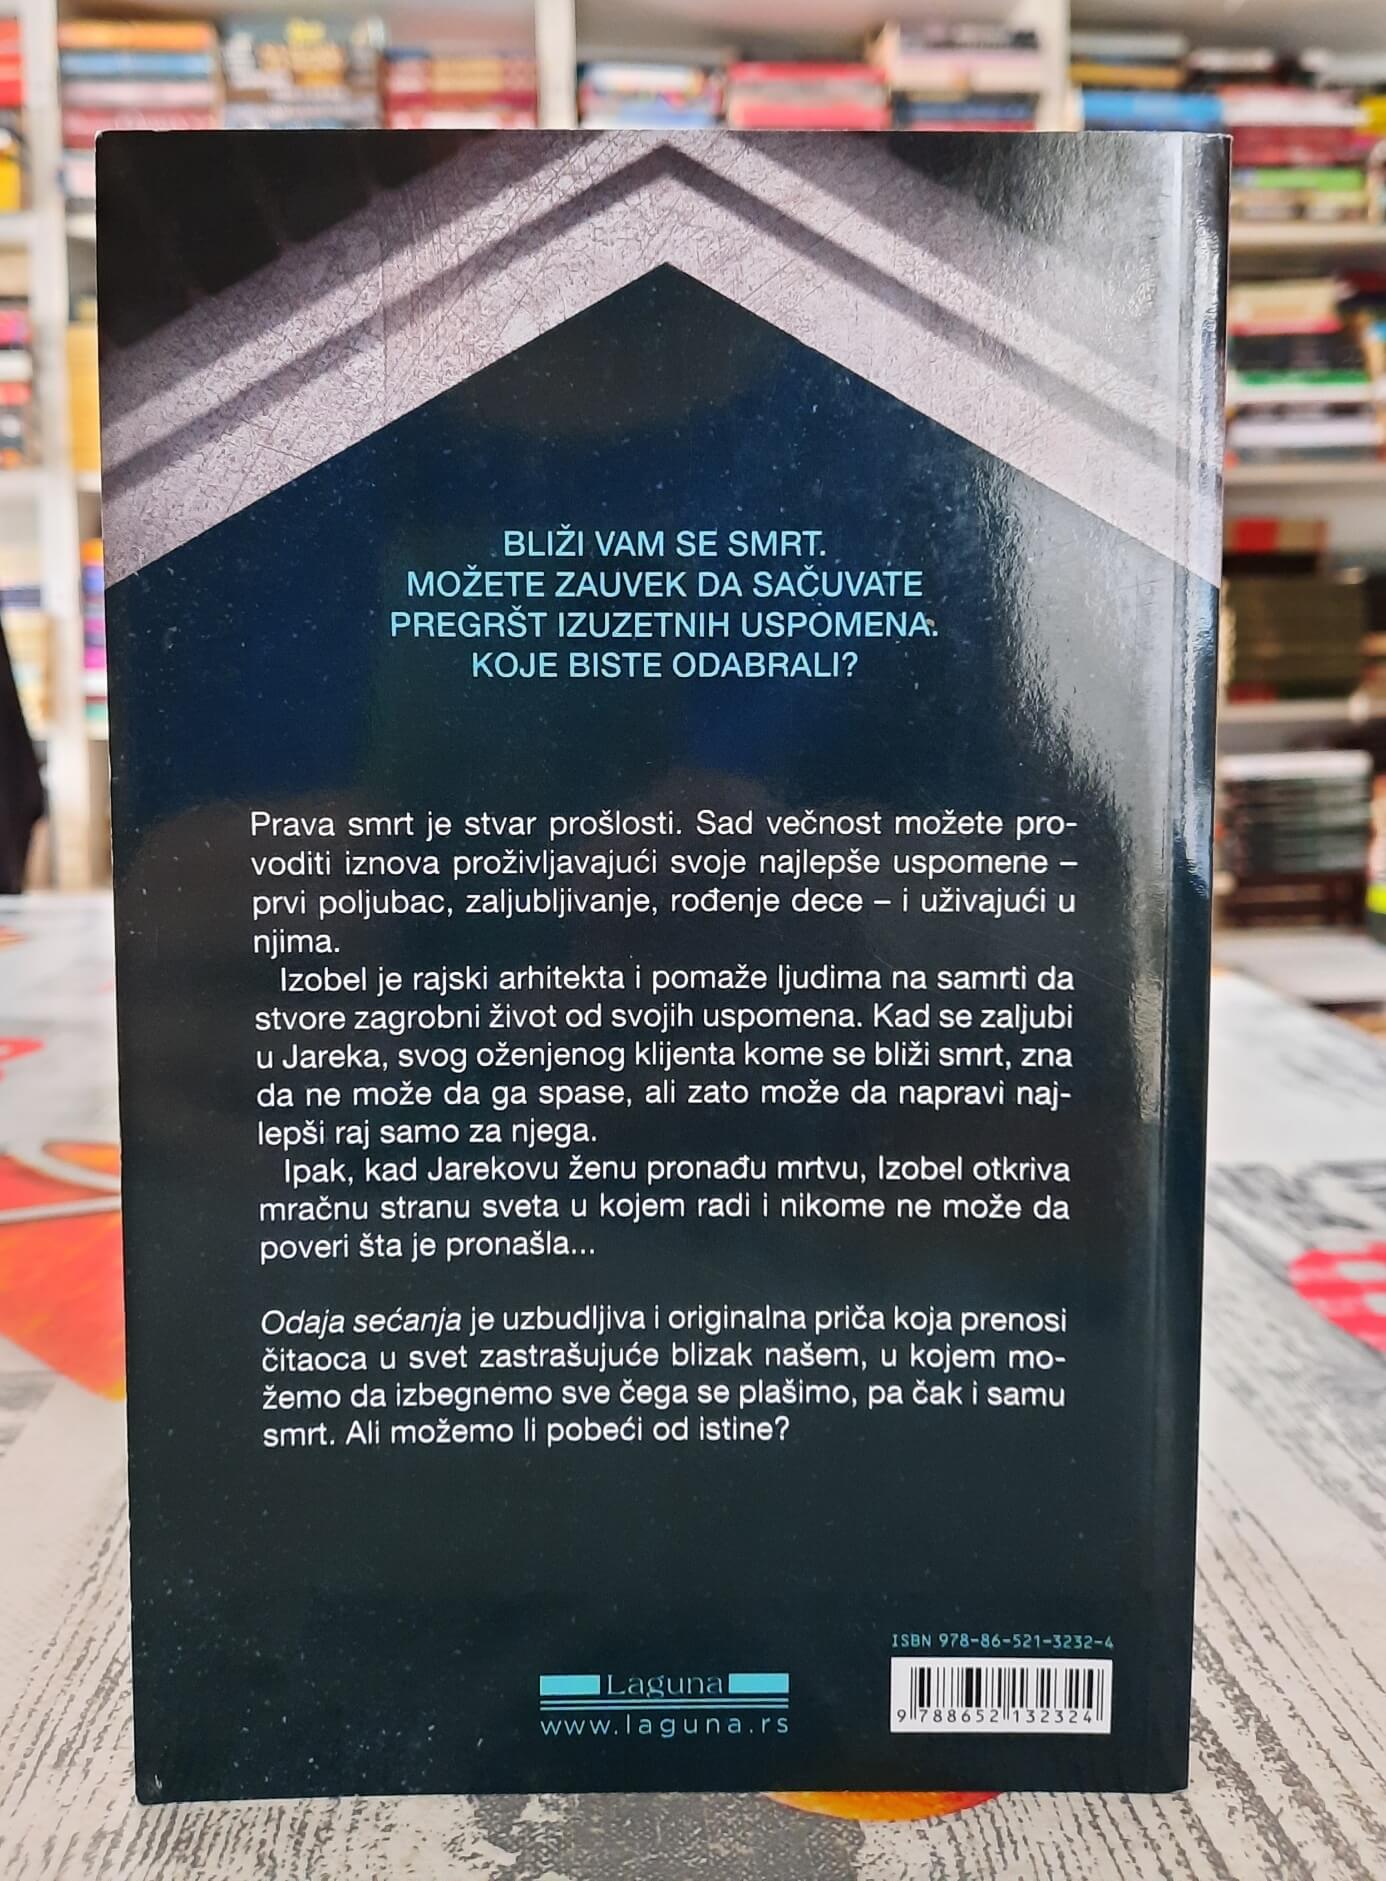 BLIŽI VAM SE SMRT.
MOŽETE ZAUVEK DA SAČUVATE
PREGRŠT IZUZETNIH USPOMENA.
KOJE BISTE ODABRALI?
Prava smrt je stvar prošlosti. Sad večnost možete pro-
voditi iznova proživljavajući svoje najlepše uspomene –
prvi poljubac, zaljubljivanje, rođenje dece – i uživajući u
njima.
Izobel je rajski arhitekta i pomaže ljudima na samrti da
stvore zagrobni život od svojih uspomena. Kad se zaljubi
u Jareka, svog oženjenog klijenta kome se bliži smrt, zna
da ne može da ga spase, ali zato može da napravi naj-
lepši raj samo za njega.
Ipak, kad Jarekovu ženu pronađu mrtvu, Izobel otkriva
mračnu stranu sveta u kojem radi i nikome ne može da
poveri šta je pronašla...
Odaja sećanja je uzbudljiva i originalna priča koja prenosi
čitaoca u svet zastrašujuće blizak našem, u kojem mo-
žemo da izbegnemo sve čega se plašimo, pa čak i samu
smrt. Ali možemo li pobeći od istine?
ISBN 978-86-521-3232-4
Laguna
www.laguna.rs
9 788652 132324